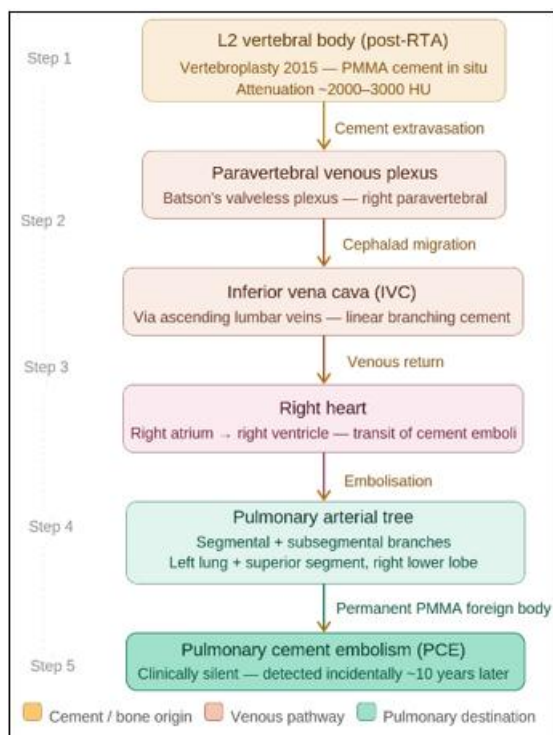 L2 vertebral body (post-RTA)
Step 1
Vertebroplasty 2015 — PMMA cement in situ
Attenuation ~2000–3000 HU
Cement extravasation
Paravertebral venous plexus
Batson's valveless plexus — right paravertebral
Step 2
Cephalad migration
Inferior vena cava (IVC)
Via ascending lumbar veins — linear branching cement
Step 3
Venous return
Right heart
Right atrium → right ventricle — transit of cement emboli
Embolisation
Pulmonary arterial tree
Step 4
Segmental + subsegmental branches
Left lung + superior segment, right lower lobe
Permanent PMMA foreign body
Pulmonary cement embolism (PCE)
Step 5
Clinically silent — detected incidentally ~10 years later
Cement / bone origin
Venous pathway
Pulmonary destination